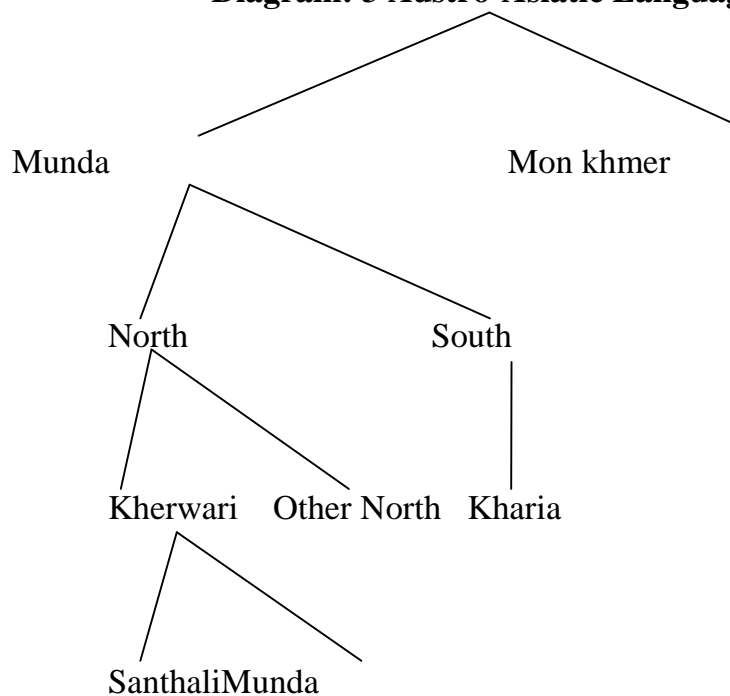 Diagram: 3 Austro-Asiatic Languag
Munda Mon khmer
North South
Kherwari Other North Kharia
SanthaliMunda